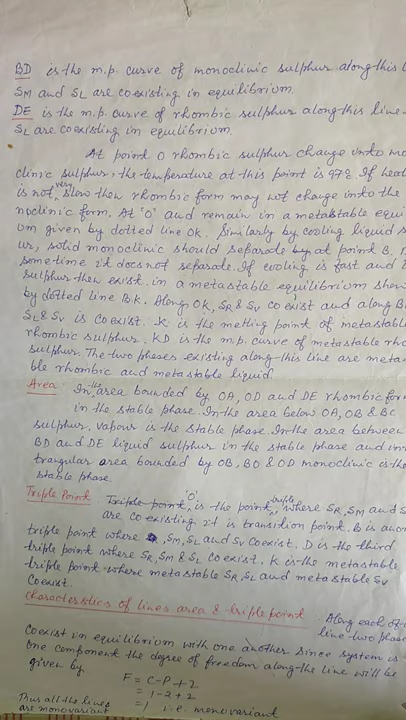 BD is the m.p. curve of monoclinic sulphur along this l
SM and SL are coexisting in equilibrium.
DE is the m.p. curve of rhombic sulphur along this line
SL are coexisting in equilibrium.
At point O rhombic sulphur change into mo
clinic sulphur, the temperature at this point is 97°C If heat
is not very slow then rhombic form may not change into the
noclinic form. At 'O' and remain in a metastable equi
um given by dotted line OK. Similarly by cooling liquid s
ur, solid monoclinic should separate at point B,
sometime it does not separate. If cooling is fast and
sulphur then exist in a metastable equilibrium show
by dotted line BK. Along OK, SR & SV co exist and along B
SL & SV is coexist. K is the melting point of metastabl
rhombic sulphur. KD is the m.p. curve of metastable rho
sulphur. The two phases existing along this line are meta
ble rhombic and metastable liquid.
Area: In the area bounded by OA, OD and DE rhombic for
in the stable phase. In the area below OA, OB & BC
sulphur, vapour is the stable phase. In the area between
BD and DE liquid sulphur in the stable phase and in
trangular area bounded by OB, BD & OD monoclinic is the
stable phase.
Triple Point Triple point, 'O' is the point triple where SR, SM and S
are co existing it is transition point. B is anot
triple point where SM, SL and SV coexist. D is the third
triple point where SR, SM & SL coexist. K is the metastable
triple point where metastable SR, SL and metastable SV
coexist.
Characteristics of lines area & triple point
Along each of
line two phase
coexist in equilibrium with one another since system is
one component the degree of freedom along the line will be
given by
F = C-P+2
= 1-2+2
= 1 i.e. monovariant
Thus all the lines
are monovariant